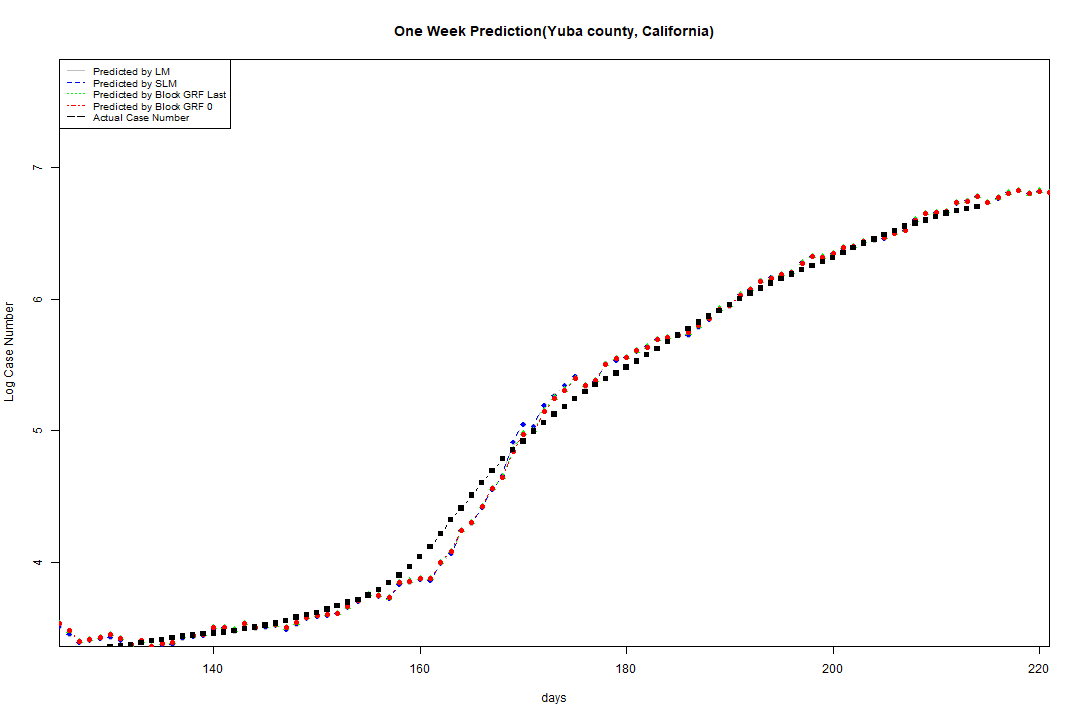 One Week Prediction(Yuba county, California)
Predicted by LM
Predicted by SLM
Predicted by Block GRF Last
Predicted by Block GRF 0
Actual Case Number
7
6
5
4
Log Case Number
140 160 180 200 220
days